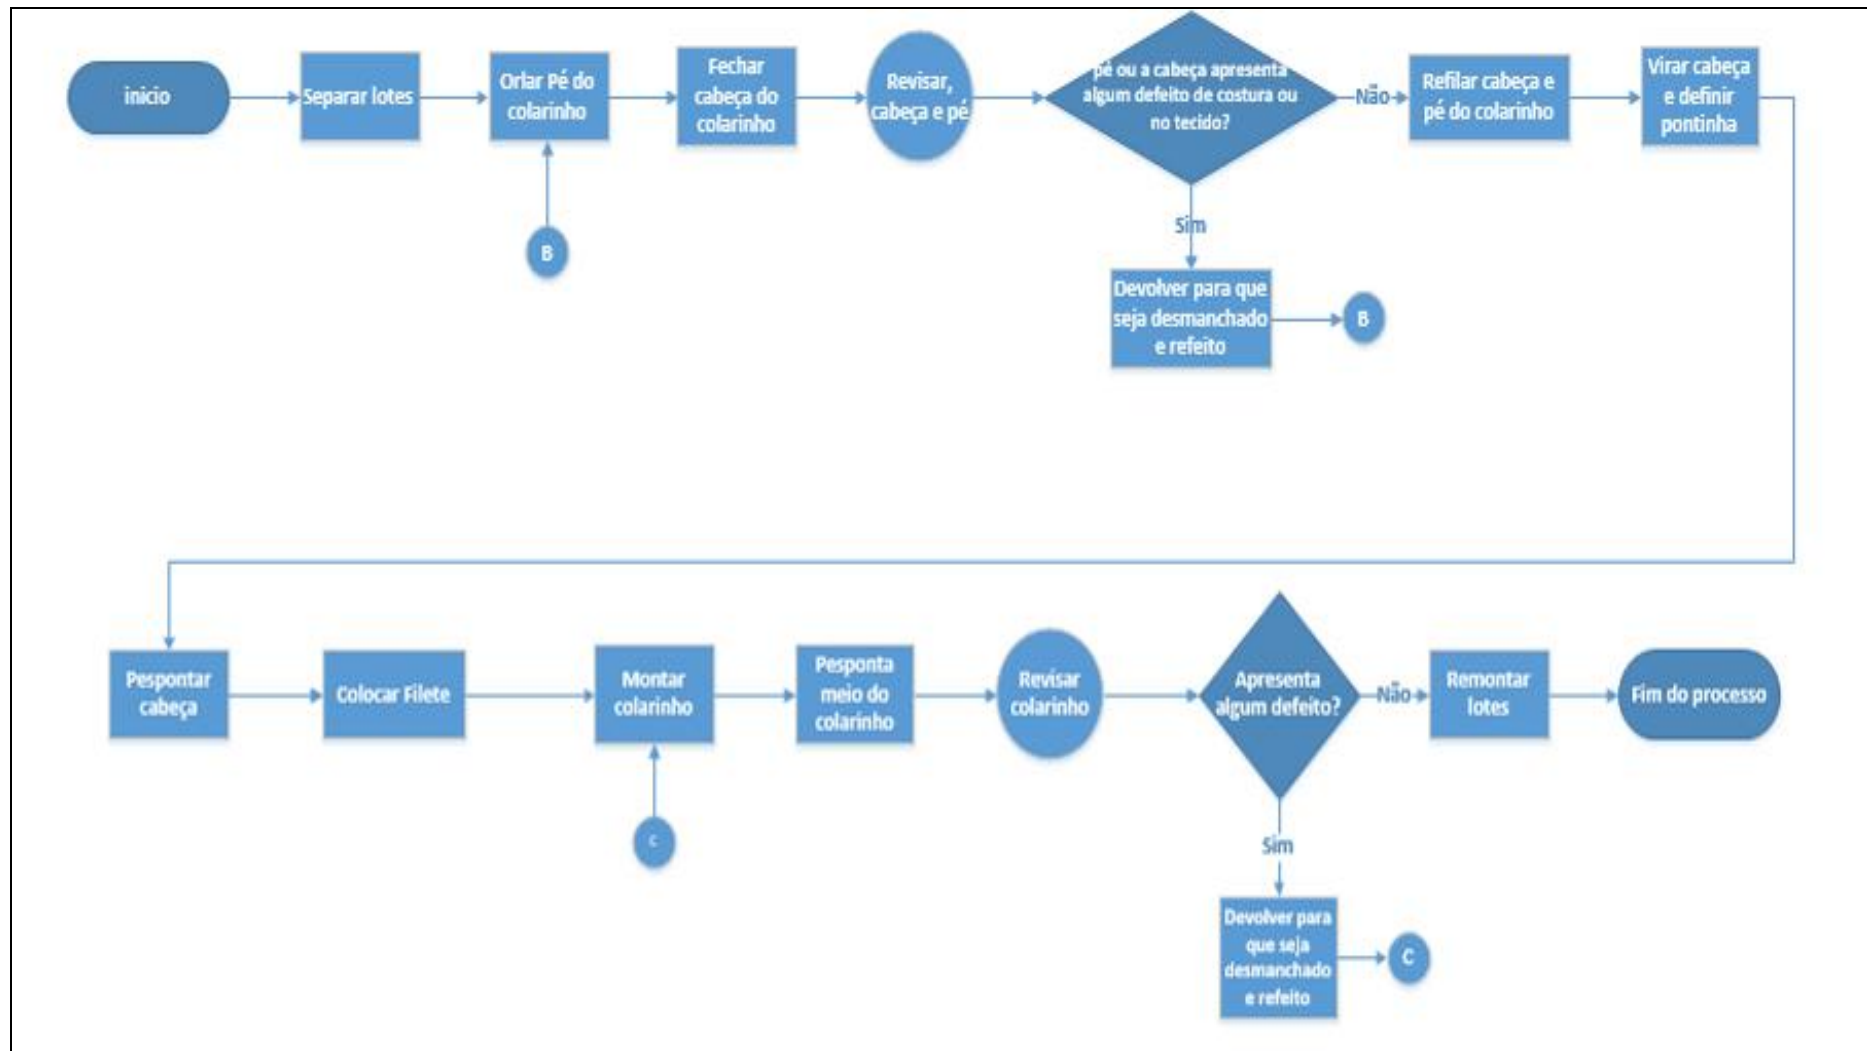 inicio
Separar lotes
Orlar Pé do
colarinho
Fechar
cabeça do
colarinho
Revisar,
cabeça e pé
pé ou a cabeça apresenta
algum defeito de costura ou
no tecido?
Não
Refilar cabeça e
pé do colarinho
Virar cabeça
e definir
pontinha
B
Sim
Devolver para que
seja desmanchado
e refeito
B
Pespontar
cabeça
Colocar Filete
Montar
colarinho
Pesponta
meio do
colarinho
Revisar
colarinho
Apresenta
algum defeito?
Não
Remontar
lotes
Fim do processo
C
Sim
Devolver para
que seja
desmanchado
e refeito
C